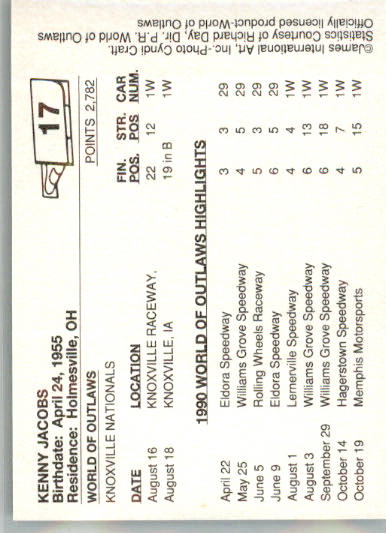 KENNY JACOBS
Birthdate: April 24, 1955
Residence: Holmesville, OH
17
WORLD OF OUTLAWS POINTS 2,782
KNOXVILLE NATIONALS
FIN. STR. CAR
DATE LOCATION POS. POS NUM.
August 16 KNOXVILLE RACEWAY, 22 12 1W
August 18 KNOXVILLE, IA 19 in B 1W
1990 WORLD OF OUTLAWS HIGHLIGHTS
April 22 Eldora Speedway 3 3 29
May 25 Williams Grove Speedway 4 5 29
June 5 Rolling Wheels Raceway 5 3 29
June 9 Eldora Speedway 6 5 29
August 1 Lernerville Speedway 4 4 1W
August 3 Williams Grove Speedway 6 13 1W
September 29 Williams Grove Speedway 6 18 1W
October 14 Hagerstown Speedway 4 7 1W
October 19 Memphis Motorsports 5 15 1W
©James International Art, Inc.-Photo Cyndi Craft.
Statistics Courtesy of Richard Day, Dir. P.R. World of Outlaws
Officially licensed product-World of Outlaws